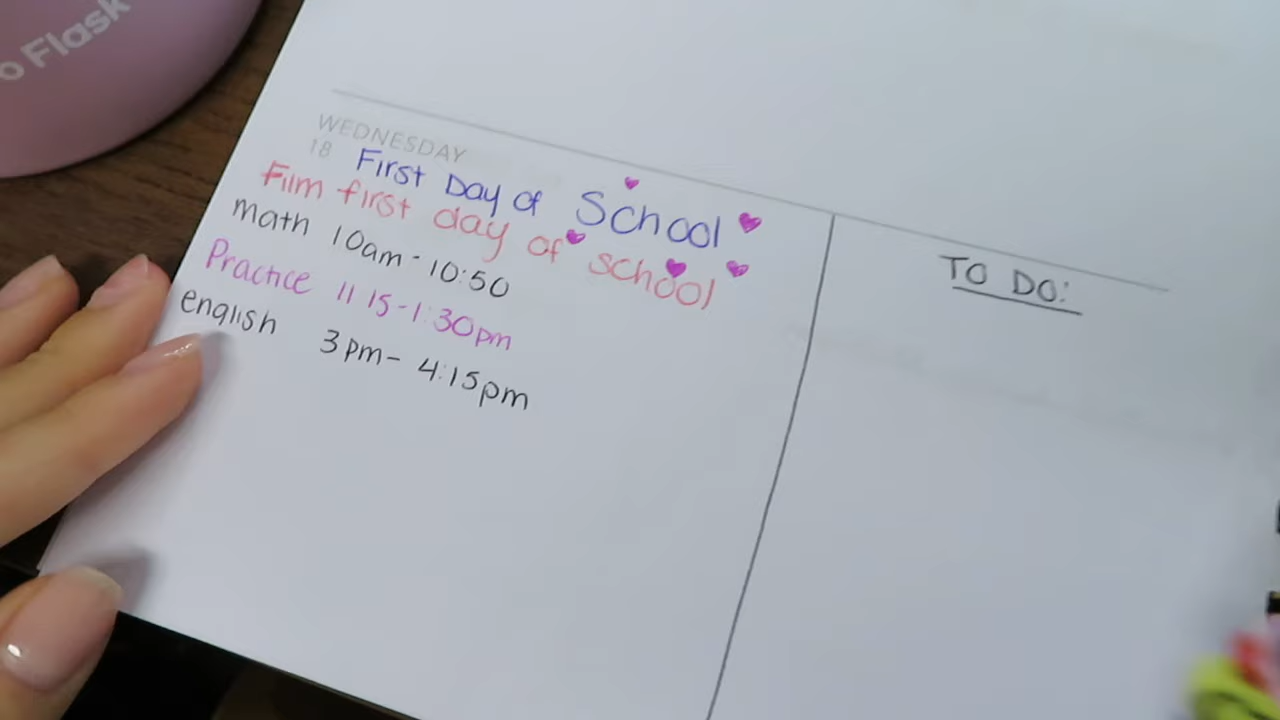 o Flask
WEDNESDAY
18 First Day of School
Film first day of school
math 10am - 10:50
Practice 11 15-1:30pm
english 3pm- 4:15pm
TO DO: